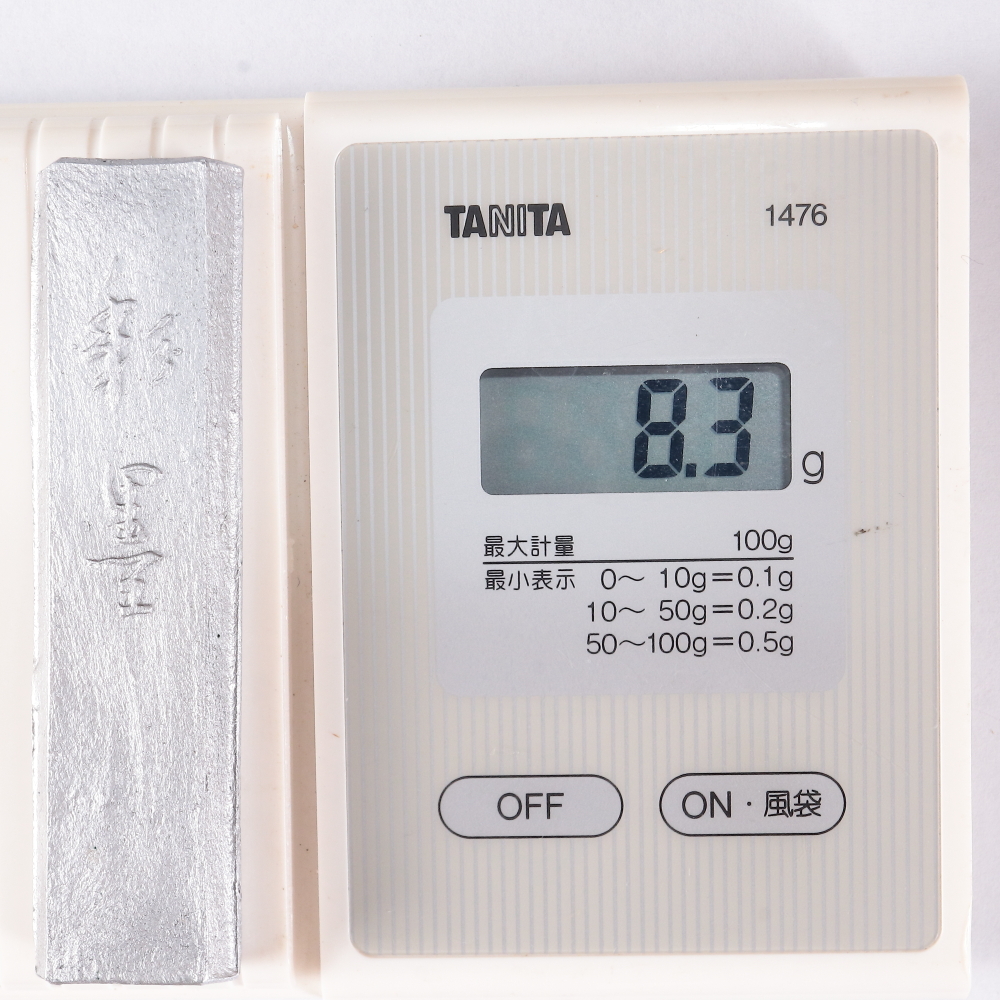 TANITA 1476
8.3 g
最大計量 100g
最小表示 0〜 10g=0.1g
10〜 50g=0.2g
50〜100g=0.5g
OFF
ON・風袋